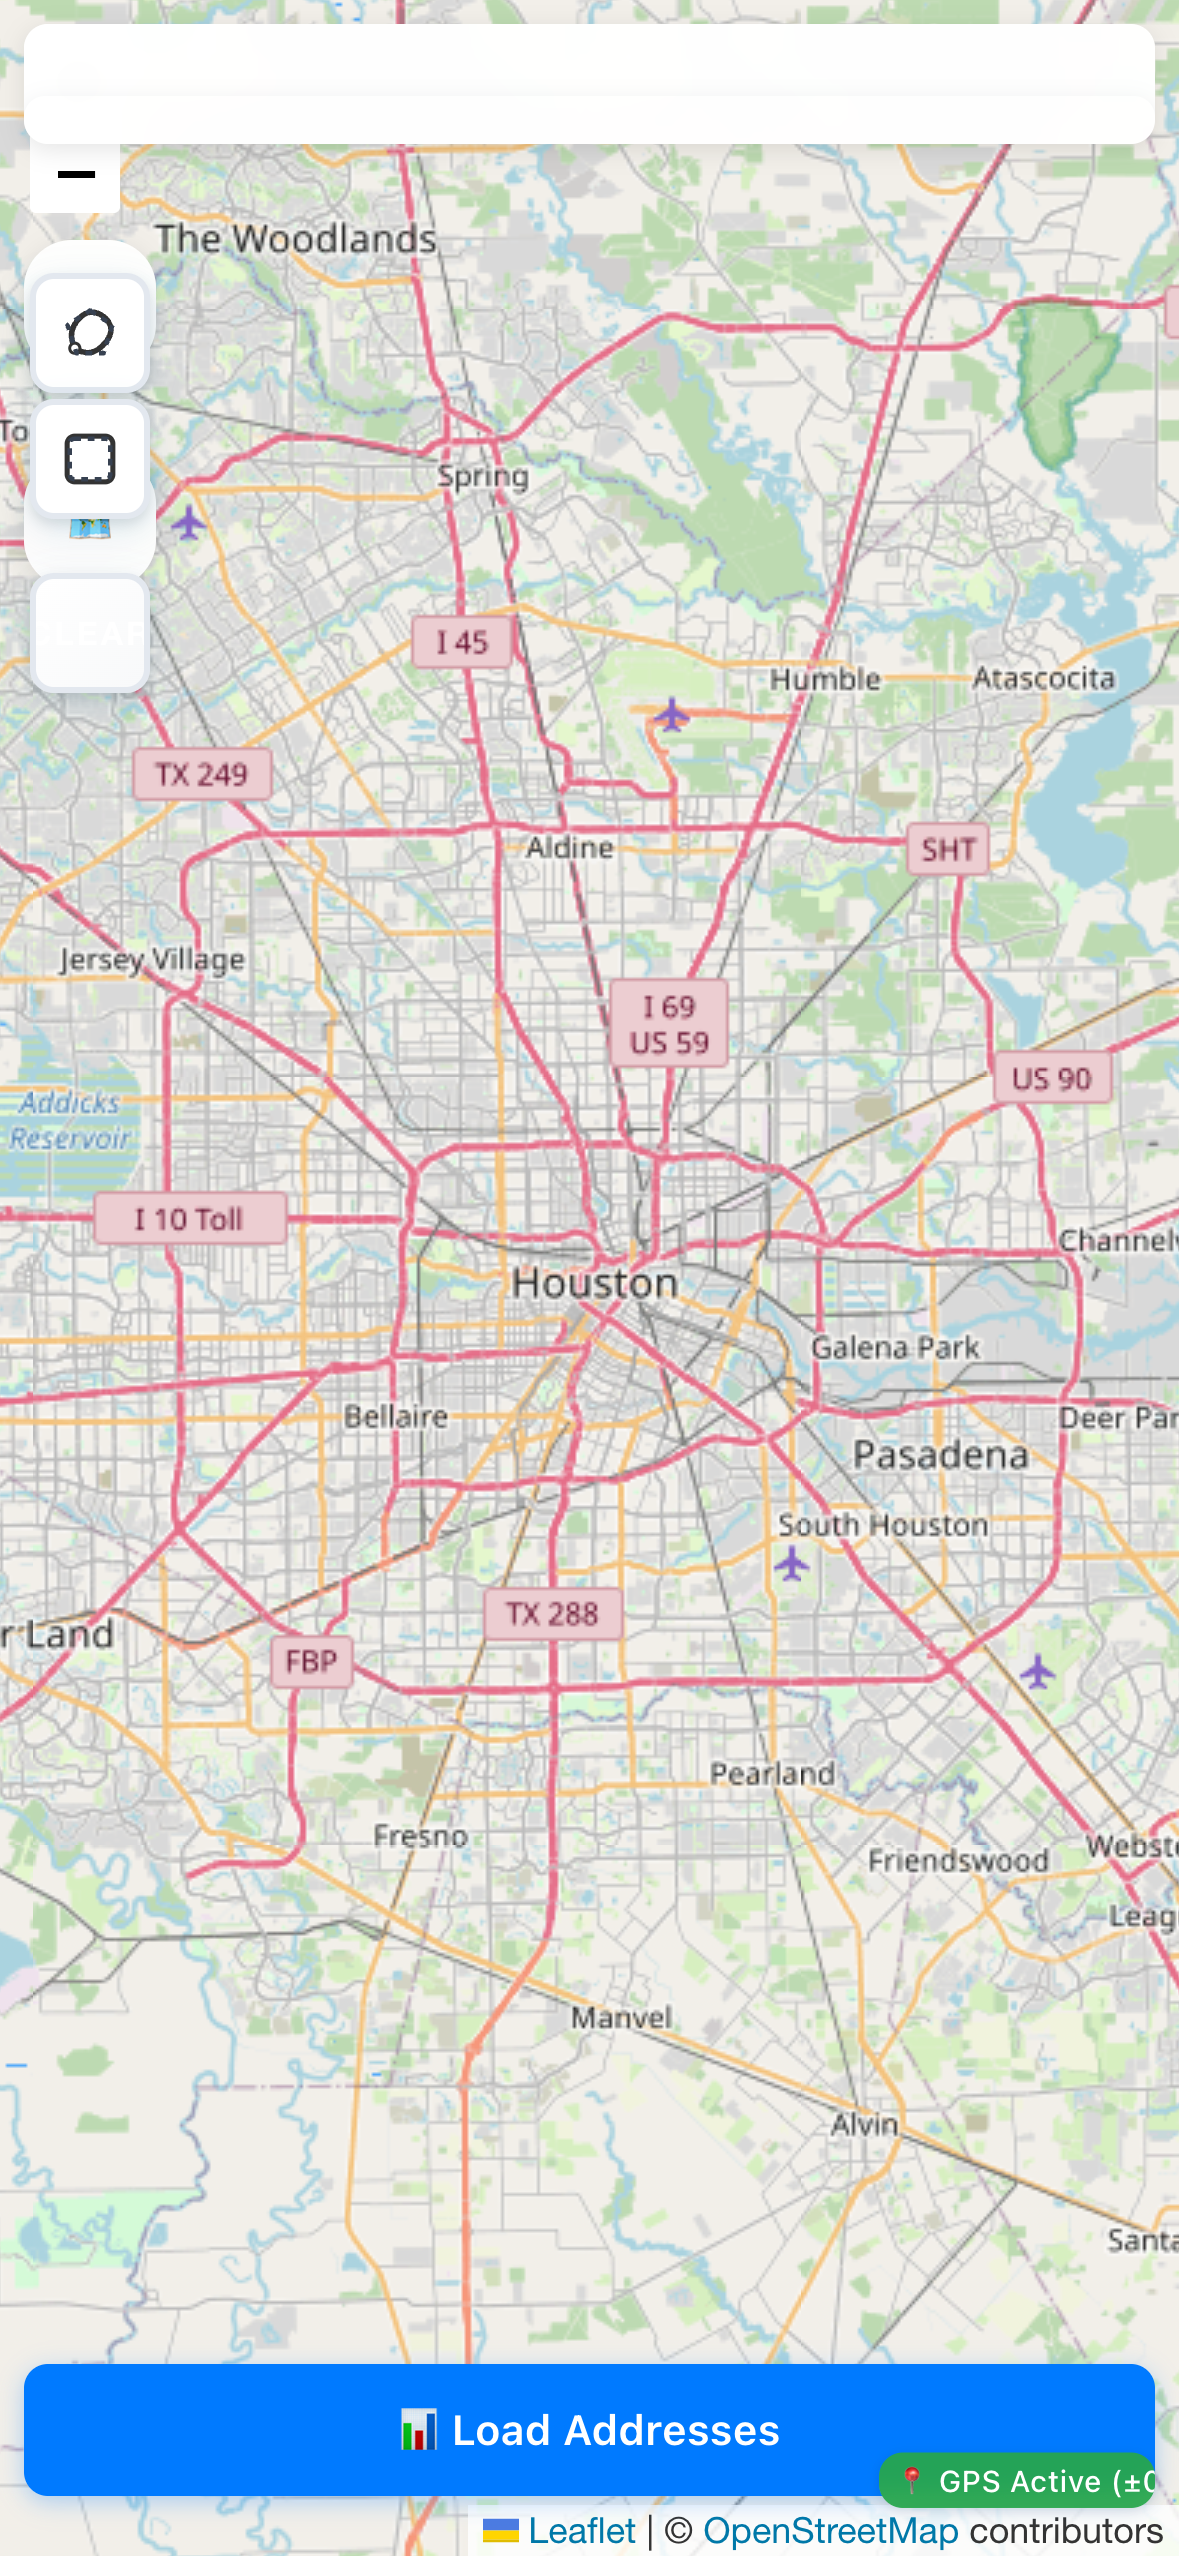 The Woodlands
To
Spring
I 45
Humble
Atascocita
TX 249
Aldine
SHT
Jersey Village
I 69
US 59
US 90
Addicks
Reservoir
I 10 Toll
Channelv
Houston
Galena Park
Bellaire
Deer Par
Pasadena
South Houston
TX 288
r Land
FBP
Pearland
Fresno
Webste
Friendswood
Leag
Manvel
Alvin
Santa
Load Addresses
GPS Active (±0
Leaflet | © OpenStreetMap contributors